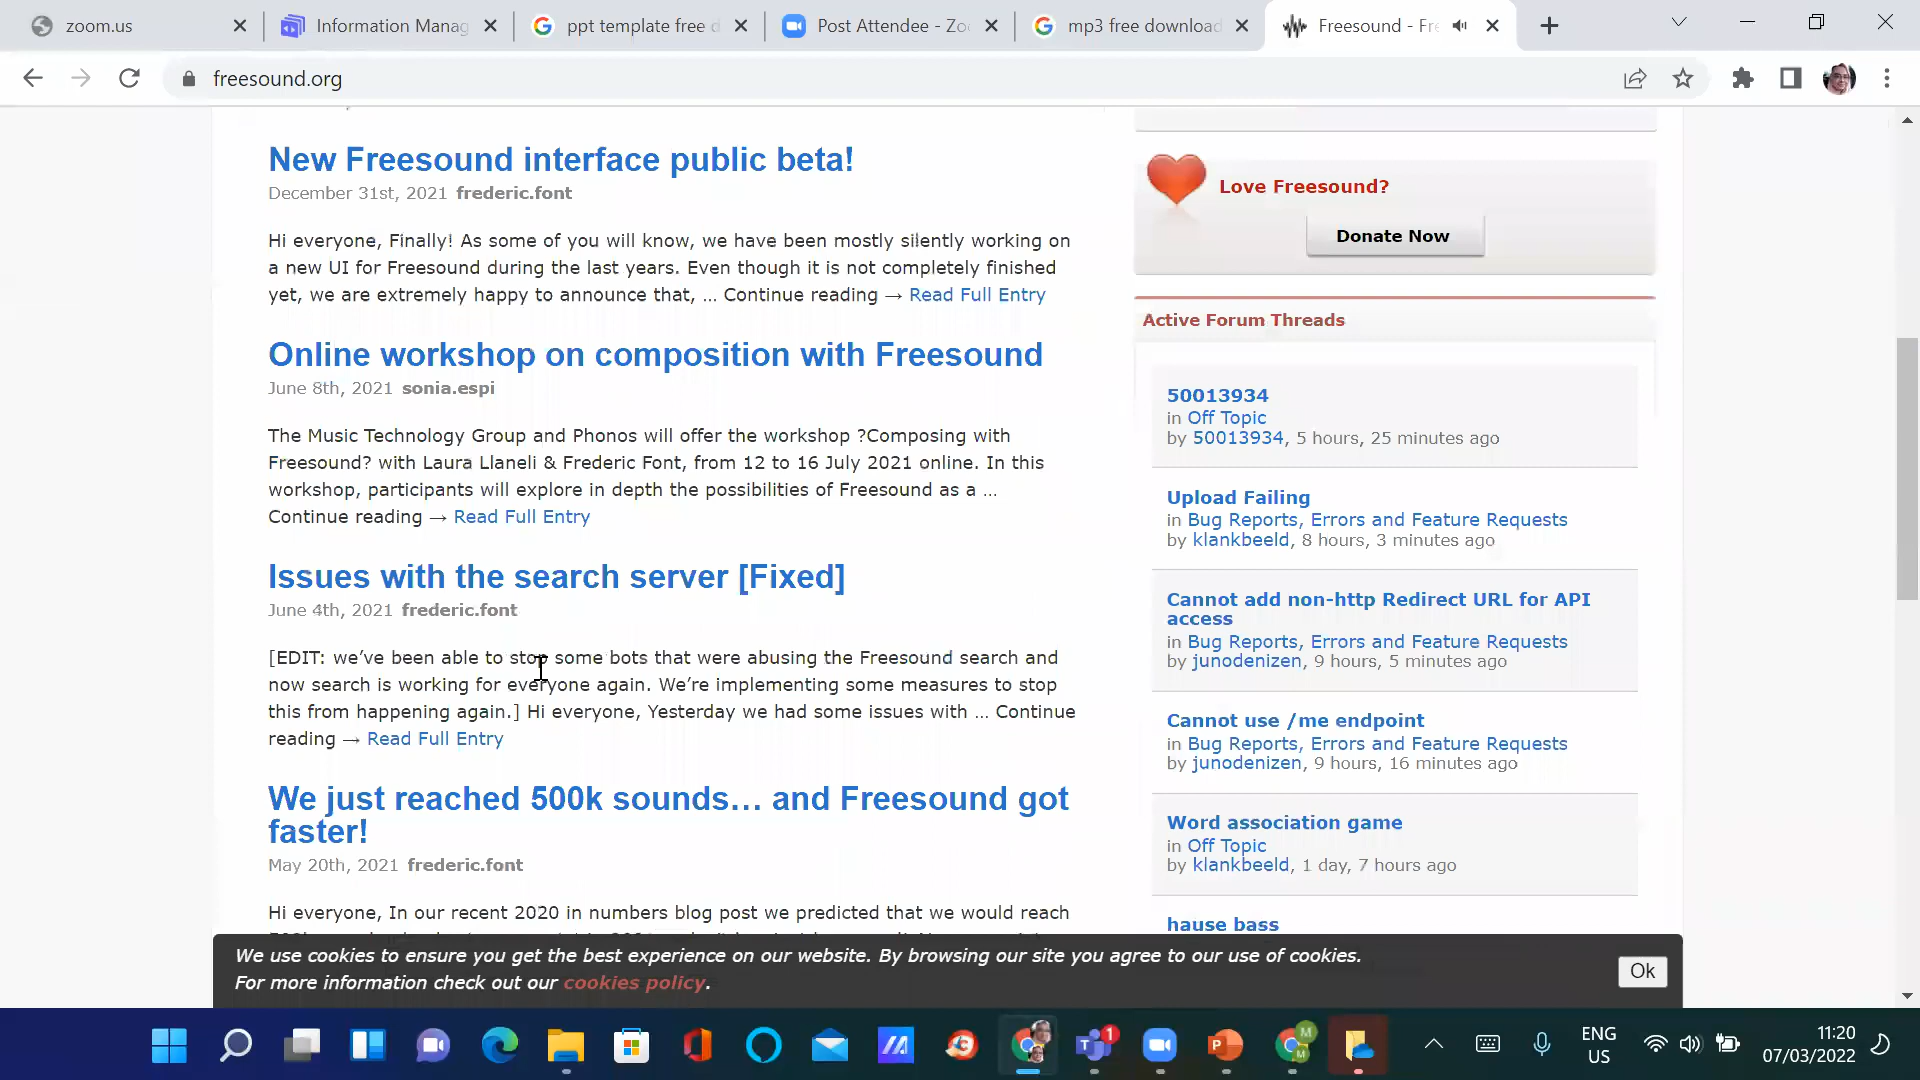 zoom.us
Information Manag
ppt template free d
Post Attendee - Zo
mp3 free download
Freesound - Fre
freesound.org
New Freesound interface public beta!
December 31st, 2021 frederic.font
Hi everyone, Finally! As some of you will know, we have been mostly silently working on
a new UI for Freesound during the last years. Even though it is not completely finished
yet, we are extremely happy to announce that, ... Continue reading → Read Full Entry
Online workshop on composition with Freesound
June 8th, 2021 sonia.espi
The Music Technology Group and Phonos will offer the workshop ?Composing with
Freesound? with Laura Llaneli & Frederic Font, from 12 to 16 July 2021 online. In this
workshop, participants will explore in depth the possibilities of Freesound as a ...
Continue reading → Read Full Entry
Issues with the search server [Fixed]
June 4th, 2021 frederic.font
[EDIT: we’ve been able to stop some bots that were abusing the Freesound search and
now search is working for everyone again. We’re implementing some measures to stop
this from happening again.] Hi everyone, Yesterday we had some issues with ... Continue
reading → Read Full Entry
We just reached 500k sounds... and Freesound got
faster!
May 20th, 2021 frederic.font
Hi everyone, In our recent 2020 in numbers blog post we predicted that we would reach
Love Freesound?
Donate Now
Active Forum Threads
50013934
in Off Topic
by 50013934, 5 hours, 25 minutes ago
Upload Failing
in Bug Reports, Errors and Feature Requests
by klankbeeld, 8 hours, 3 minutes ago
Cannot add non-http Redirect URL for API
access
in Bug Reports, Errors and Feature Requests
by junodenizen, 9 hours, 5 minutes ago
Cannot use /me endpoint
in Bug Reports, Errors and Feature Requests
by junodenizen, 9 hours, 16 minutes ago
Word association game
in Off Topic
by klankbeeld, 1 day, 7 hours ago
hause bass
We use cookies to ensure you get the best experience on our website. By browsing our site you agree to our use of cookies.
For more information check out our cookies policy.
Ok
1
M
M
ENG
US
11:20
07/03/2022